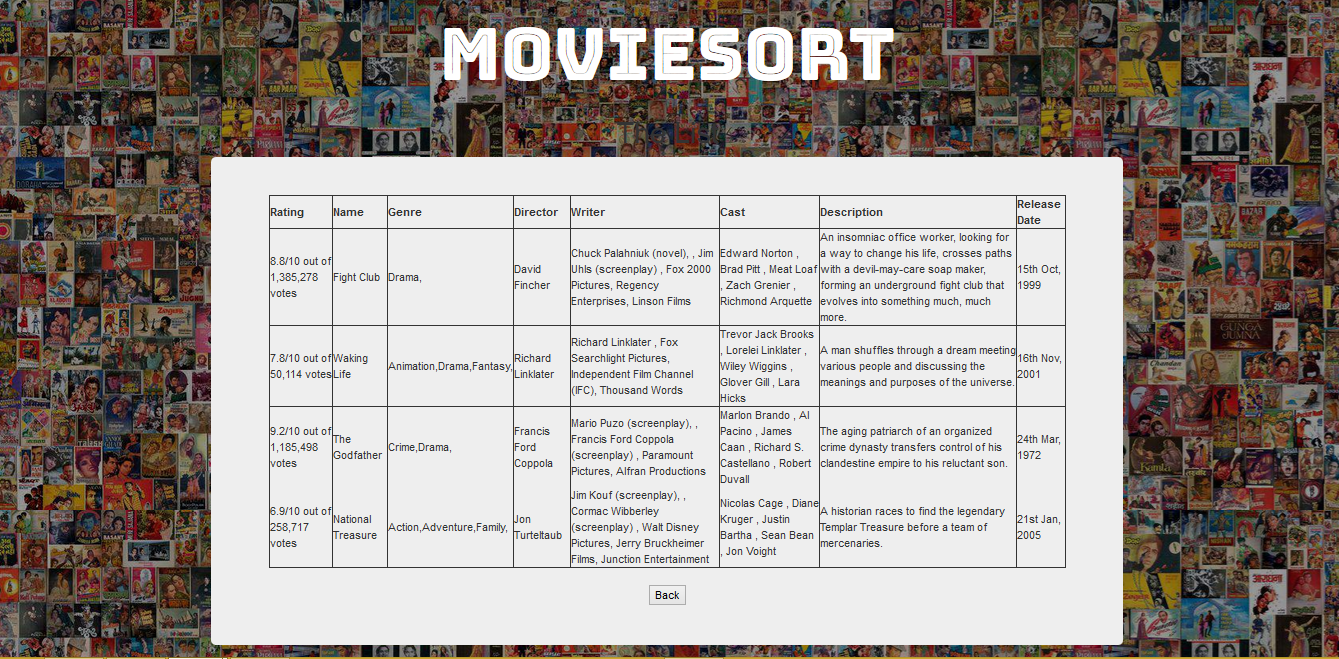 MOVIESORT
Rating Name Genre Director Writer Cast Description Release
Date
8.8/10 out of
1,385,278
votes
Fight Club
Drama,
David
Fincher
Chuck Palahniuk (novel), , Jim
Uhls (screenplay) , Fox 2000
Pictures, Regency
Enterprises, Linson Films
Edward Norton ,
Brad Pitt , Meat Loaf
, Zach Grenier ,
Richmond Arquette
An insomniac office worker, looking for
a way to change his life, crosses paths
with a devil-may-care soap maker,
forming an underground fight club that
evolves into something much, much
more.
15th Oct,
1999
7.8/10 out of
50,114 votes
Waking
Life
Animation,Drama,Fantasy,
Richard
Linklater
Richard Linklater , Fox
Searchlight Pictures,
Independent Film Channel
(IFC), Thousand Words
Trevor Jack Brooks
, Lorelei Linklater ,
Wiley Wiggins ,
Glover Gill , Lara
Hicks
A man shuffles through a dream meeting
various people and discussing the
meanings and purposes of the universe.
16th Nov,
2001
9.2/10 out of
1,185,498
votes
The
Godfather
Crime,Drama,
Francis
Ford
Coppola
Mario Puzo (screenplay), ,
Francis Ford Coppola
(screenplay) , Paramount
Pictures, Alfran Productions
Marlon Brando , Al
Pacino , James
Caan , Richard S.
Castellano , Robert
Duvall
The aging patriarch of an organized
crime dynasty transfers control of his
clandestine empire to his reluctant son.
24th Mar,
1972
6.9/10 out of
258,717
votes
National
Treasure
Action,Adventure,Family,
Jon
Turteltaub
Jim Kouf (screenplay), ,
Cormac Wibberley
(screenplay) , Walt Disney
Pictures, Jerry Bruckheimer
Films, Junction Entertainment
Nicolas Cage , Diane
Kruger , Justin
Bartha , Sean Bean
, Jon Voight
A historian races to find the legendary
Templar Treasure before a team of
mercenaries.
21st Jan,
2005
Back